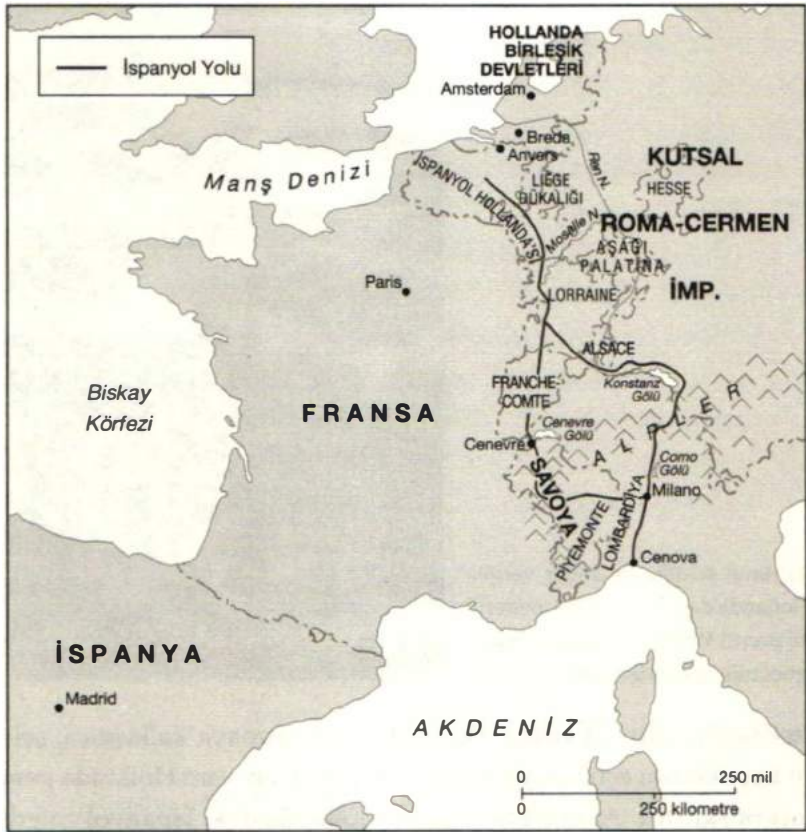 İspanyol Yolu
HOLLANDA
BİRLEŞİK
DEVLETLERİ
Amsterdam
Breda
Anvers
Ren N.
KUTSAL
HESSE
Manş Denizi
İSPANYOL HOLLANDA'SI
LIEGE
DÜKALIĞI
Moselle N.
ROMA-CERMEN
AŞAĞI
PALATINA
Paris
LORRAINE
İMP.
ALSACE
Biskay
Körfezi
FRANSA
FRANCHE-
COMTE
Konstanz
Gölü
ALPLER
Cenevre
Cenevre
Gölü
Como
Gölü
SAVOYA
Milano
PİYEMONTE
LOMBARDİYA
Cenova
İSPANYA
Madrid
AKDENİZ
0 250 mil
0 250 kilometre